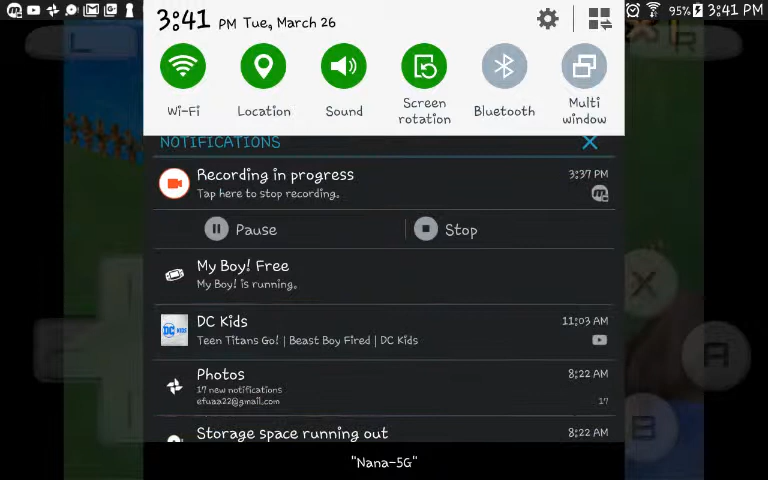 3:41 PM Tue, March 26
95% 3:41 PM
L
R
Wi-Fi
Location
Sound
Screen rotation
Bluetooth
Multi window
NOTIFICATIONS
Recording in progress 3:37 PM
Tap here to stop recording.
Pause
Stop
My Boy! Free
My Boy! is running.
X
DC Kids 11:03 AM
DC KIDS
Teen Titans Go! | Beast Boy Fired | DC Kids
A
Photos 8:22 AM
17 new notifications
efuaa22@gmail.com 17
B
Storage space running out 8:22 AM
"Nana-5G"